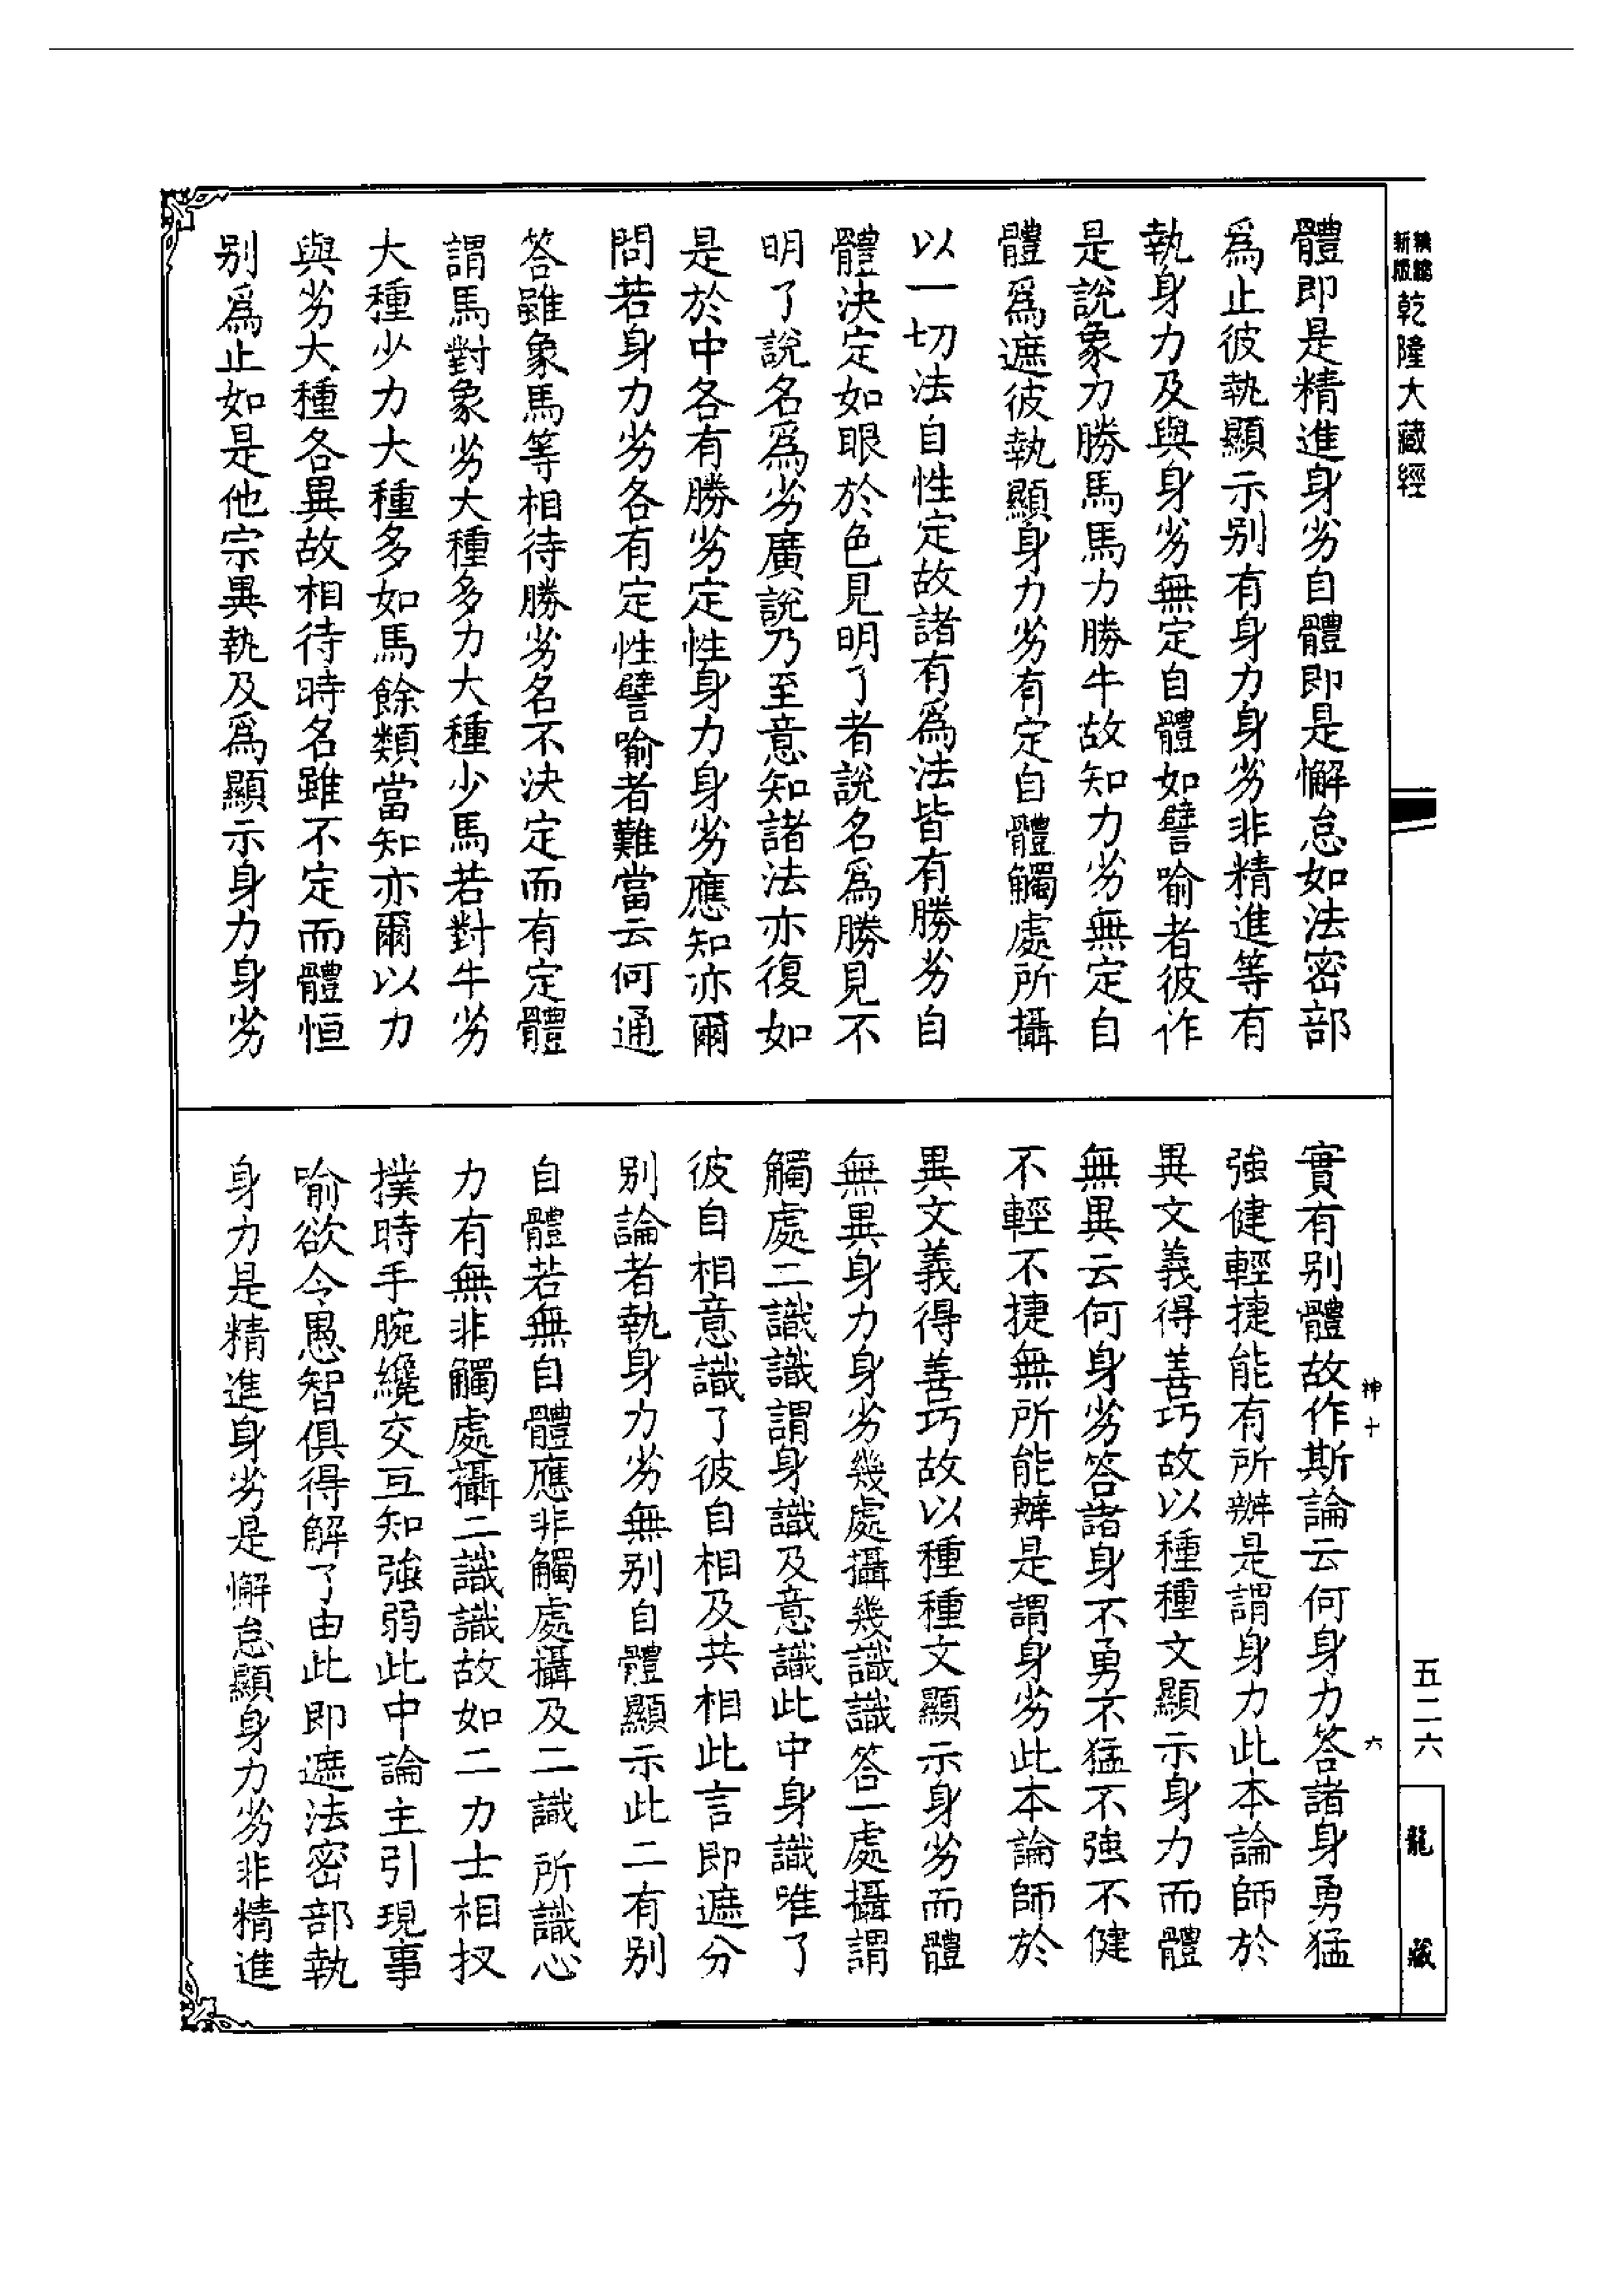 新版
乾隆大藏經
體即是精進身劣自體即是懈怠如法密部
爲止彼執顯示别有身力身劣非精進等有
執身力及與身劣無定自體如譬喻者彼作
是說象力勝馬馬力勝牛故知力劣無定自
體爲遮彼執顯身力劣有定自體觸處所攝
以一切法自性定故諸有爲法皆有勝劣自
體決定如眼於色見明了者說名爲勝見不
明了說名爲劣廣說乃至意知諸法亦復如
是於中各有勝劣定性身力身劣應知亦爾
問若身力劣各有定性譬喻者難當云何通
答雖象馬等相待勝劣名不決定而有定體
謂馬對象劣大種多力大種少馬若對牛劣
大種少力大種多如馬餘類當知亦爾以力
與劣大種各異故相待時名雖不定而體恒
别爲止如是他宗異執及爲顯示身力身劣
實有别體故作斯論云何身力答諸身勇猛
強健輕捷能有所辦是謂身力此本論師於
異文義得善巧故以種種文顯示身力而體
無異云何身劣答諸身不勇不猛不強不健
不輕不捷無所能辦是謂身劣此本論師於
異文義得善巧故以種種文顯示身劣而體
無異身力身劣幾處攝幾識識答一處攝謂
觸處二識識謂身識及意識此中身識唯了
彼自相意識了彼自相及共相此言即遮分
别論者執身力劣無别自體顯示此二有别
自體若無自體應非觸處攝及二識所識心
力有無非觸處攝二識識故如二力士相扠
撲時手腕纔交互知強弱此中論主引現事
喻欲令愚智俱得解了由此即遮法密部執
身力是精進身劣是懈怠顯身力劣非精進
神十
六
五二六
龍藏